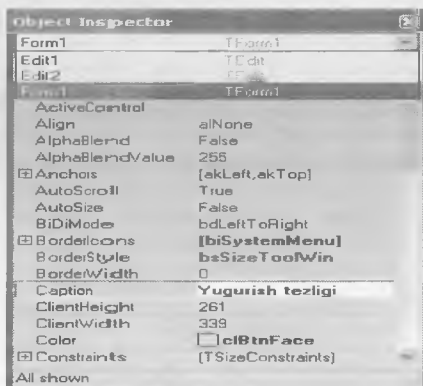 Object Inspector
Form1 TForm1
Edit1 TEdit
Edit2
Form1 TForm1
ActiveControl
Align alNone
AlphaBlend False
AlphaBlendValue 255
Anchors [akLeft,akTop]
AutoScroll True
AutoSize False
BiDiMode bdLeftToRight
BorderIcons [biSystemMenu]
BorderStyle bsSizeToolWin
BorderWidth 0
Caption Yugurish tezligi
ClientHeight 261
ClientWidth 339
Color clBtnFace
Constraints (TSizeConstraints)
All shown